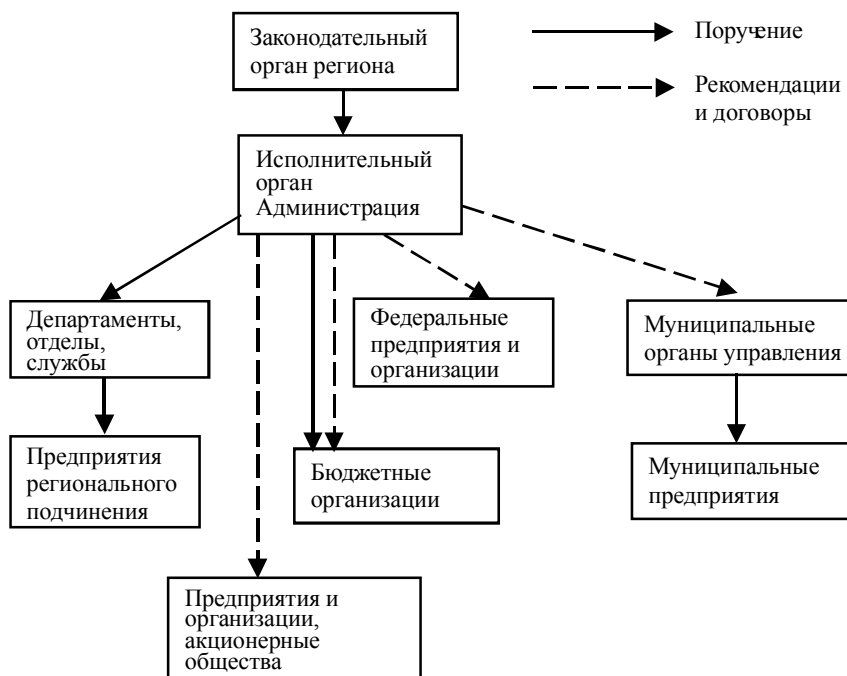 Законодательный
орган региона
Поручение
Рекомендации
и договоры
Исполнительный
орган
Администрация
Департаменты,
отделы,
службы
Федеральные
предприятия и
организации
Муниципальные
органы управления
Предприятия
регионального
подчинения
Бюджетные
организации
Муниципальные
предприятия
Предприятия и
организации,
акционерные
общества